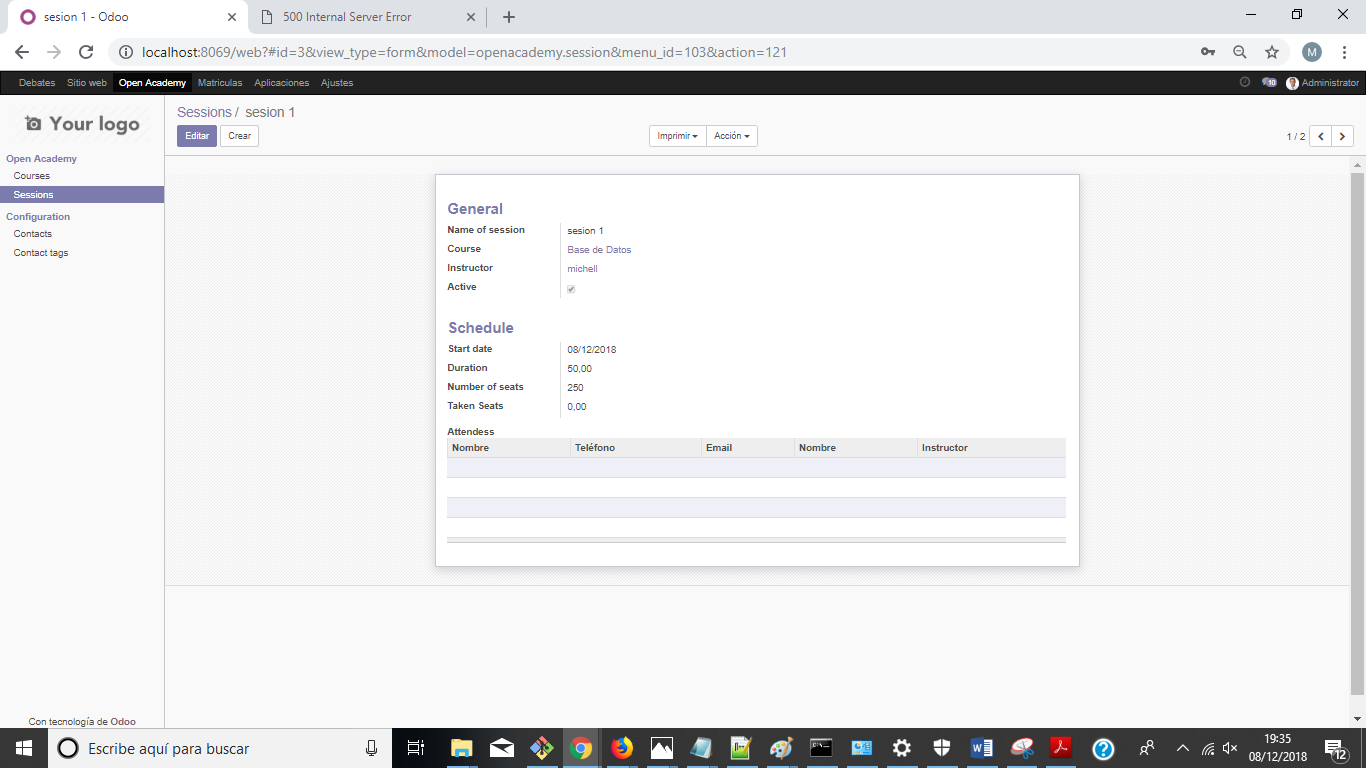 sesion 1 - Odoo
500 Internal Server Error
localhost:8069/web?#id=3&view_type=form&model=openacademy.session&menu_id=103&action=121
M
Debates Sitio web Open Academy Matriculas Aplicaciones Ajustes
10 Administrator
Your logo
Sessions / sesion 1
Editar Crear
Imprimir Acción
1 / 2
Open Academy
Courses
Sessions
Configuration
Contacts
Contact tags
General
Name of session sesion 1
Course Base de Datos
Instructor michell
Active
Schedule
Start date 08/12/2018
Duration 50,00
Number of seats 250
Taken Seats 0,00
Attendess
Nombre Teléfono Email Nombre Instructor
Con tecnología de Odoo
Escribe aquí para buscar
19:35
08/12/2018
12